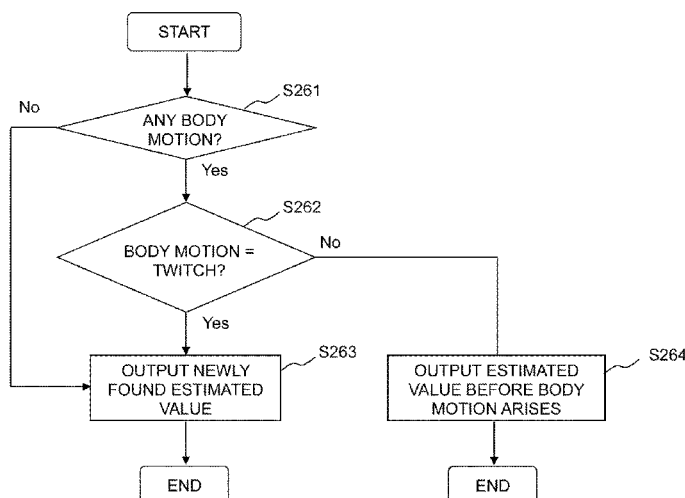 START
S261
No
ANY BODY
MOTION?
Yes
S262
No
BODY MOTION =
TWITCH?
Yes
S263
OUTPUT NEWLY
FOUND ESTIMATED
VALUE
S264
OUTPUT ESTIMATED
VALUE BEFORE BODY
MOTION ARISES
END
END